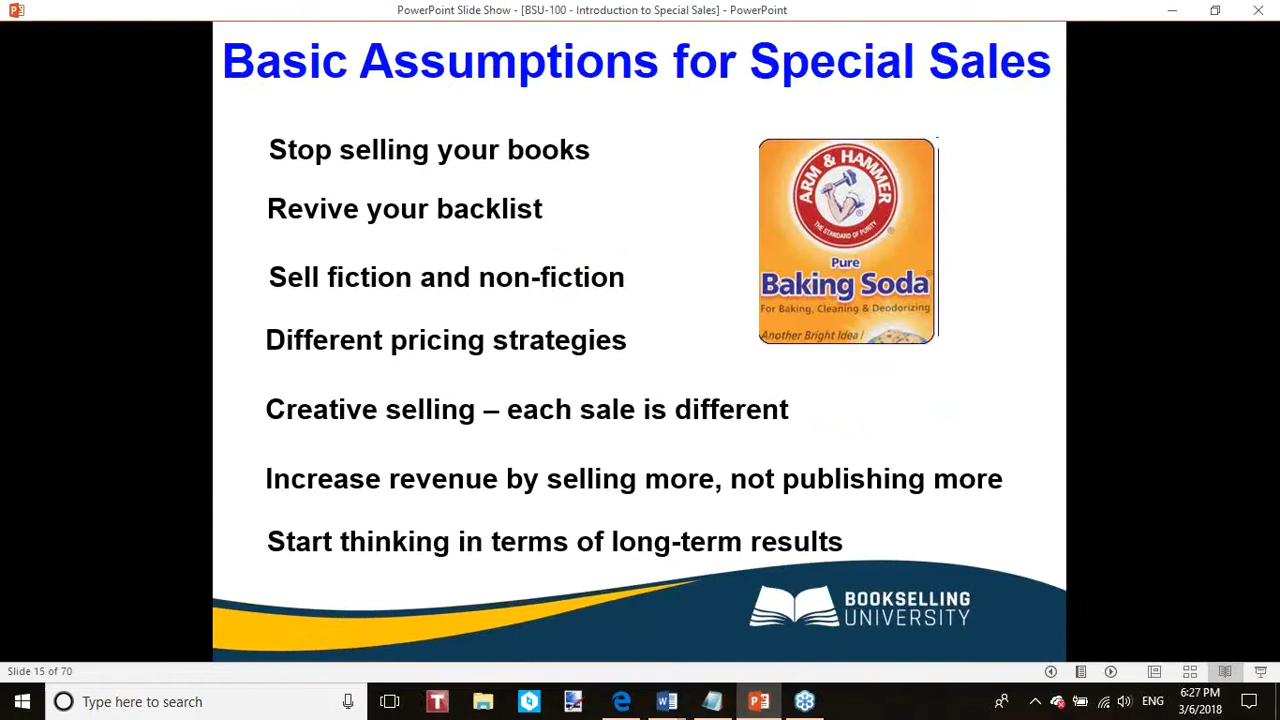 PowerPoint Slide Show - [BSU-100 - Introduction to Special Sales] - PowerPoint
Basic Assumptions for Special Sales
Stop selling your books
Revive your backlist
Sell fiction and non-fiction
Different pricing strategies
Creative selling – each sale is different
Increase revenue by selling more, not publishing more
Start thinking in terms of long-term results
ARM & HAMMER
THE STANDARD OF PURITY
Pure
Baking Soda
For Baking, Cleaning & Deodorizing
Another Bright Idea!
BOOKSELLING
UNIVERSITY
Slide 15 of 70
Type here to search
ENG
6:27 PM
3/6/2018